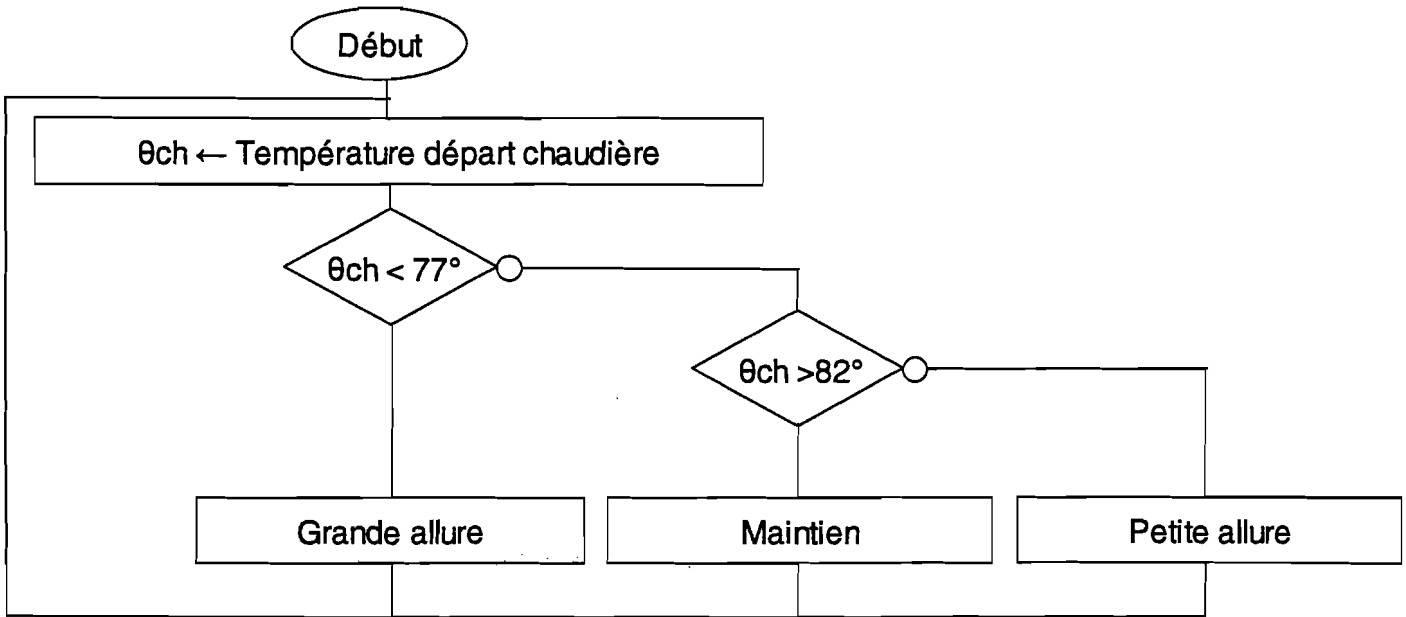 Début
θch ← Température départ chaudière
θch < 77°
θch >82°
Grande allure
Maintien
Petite allure